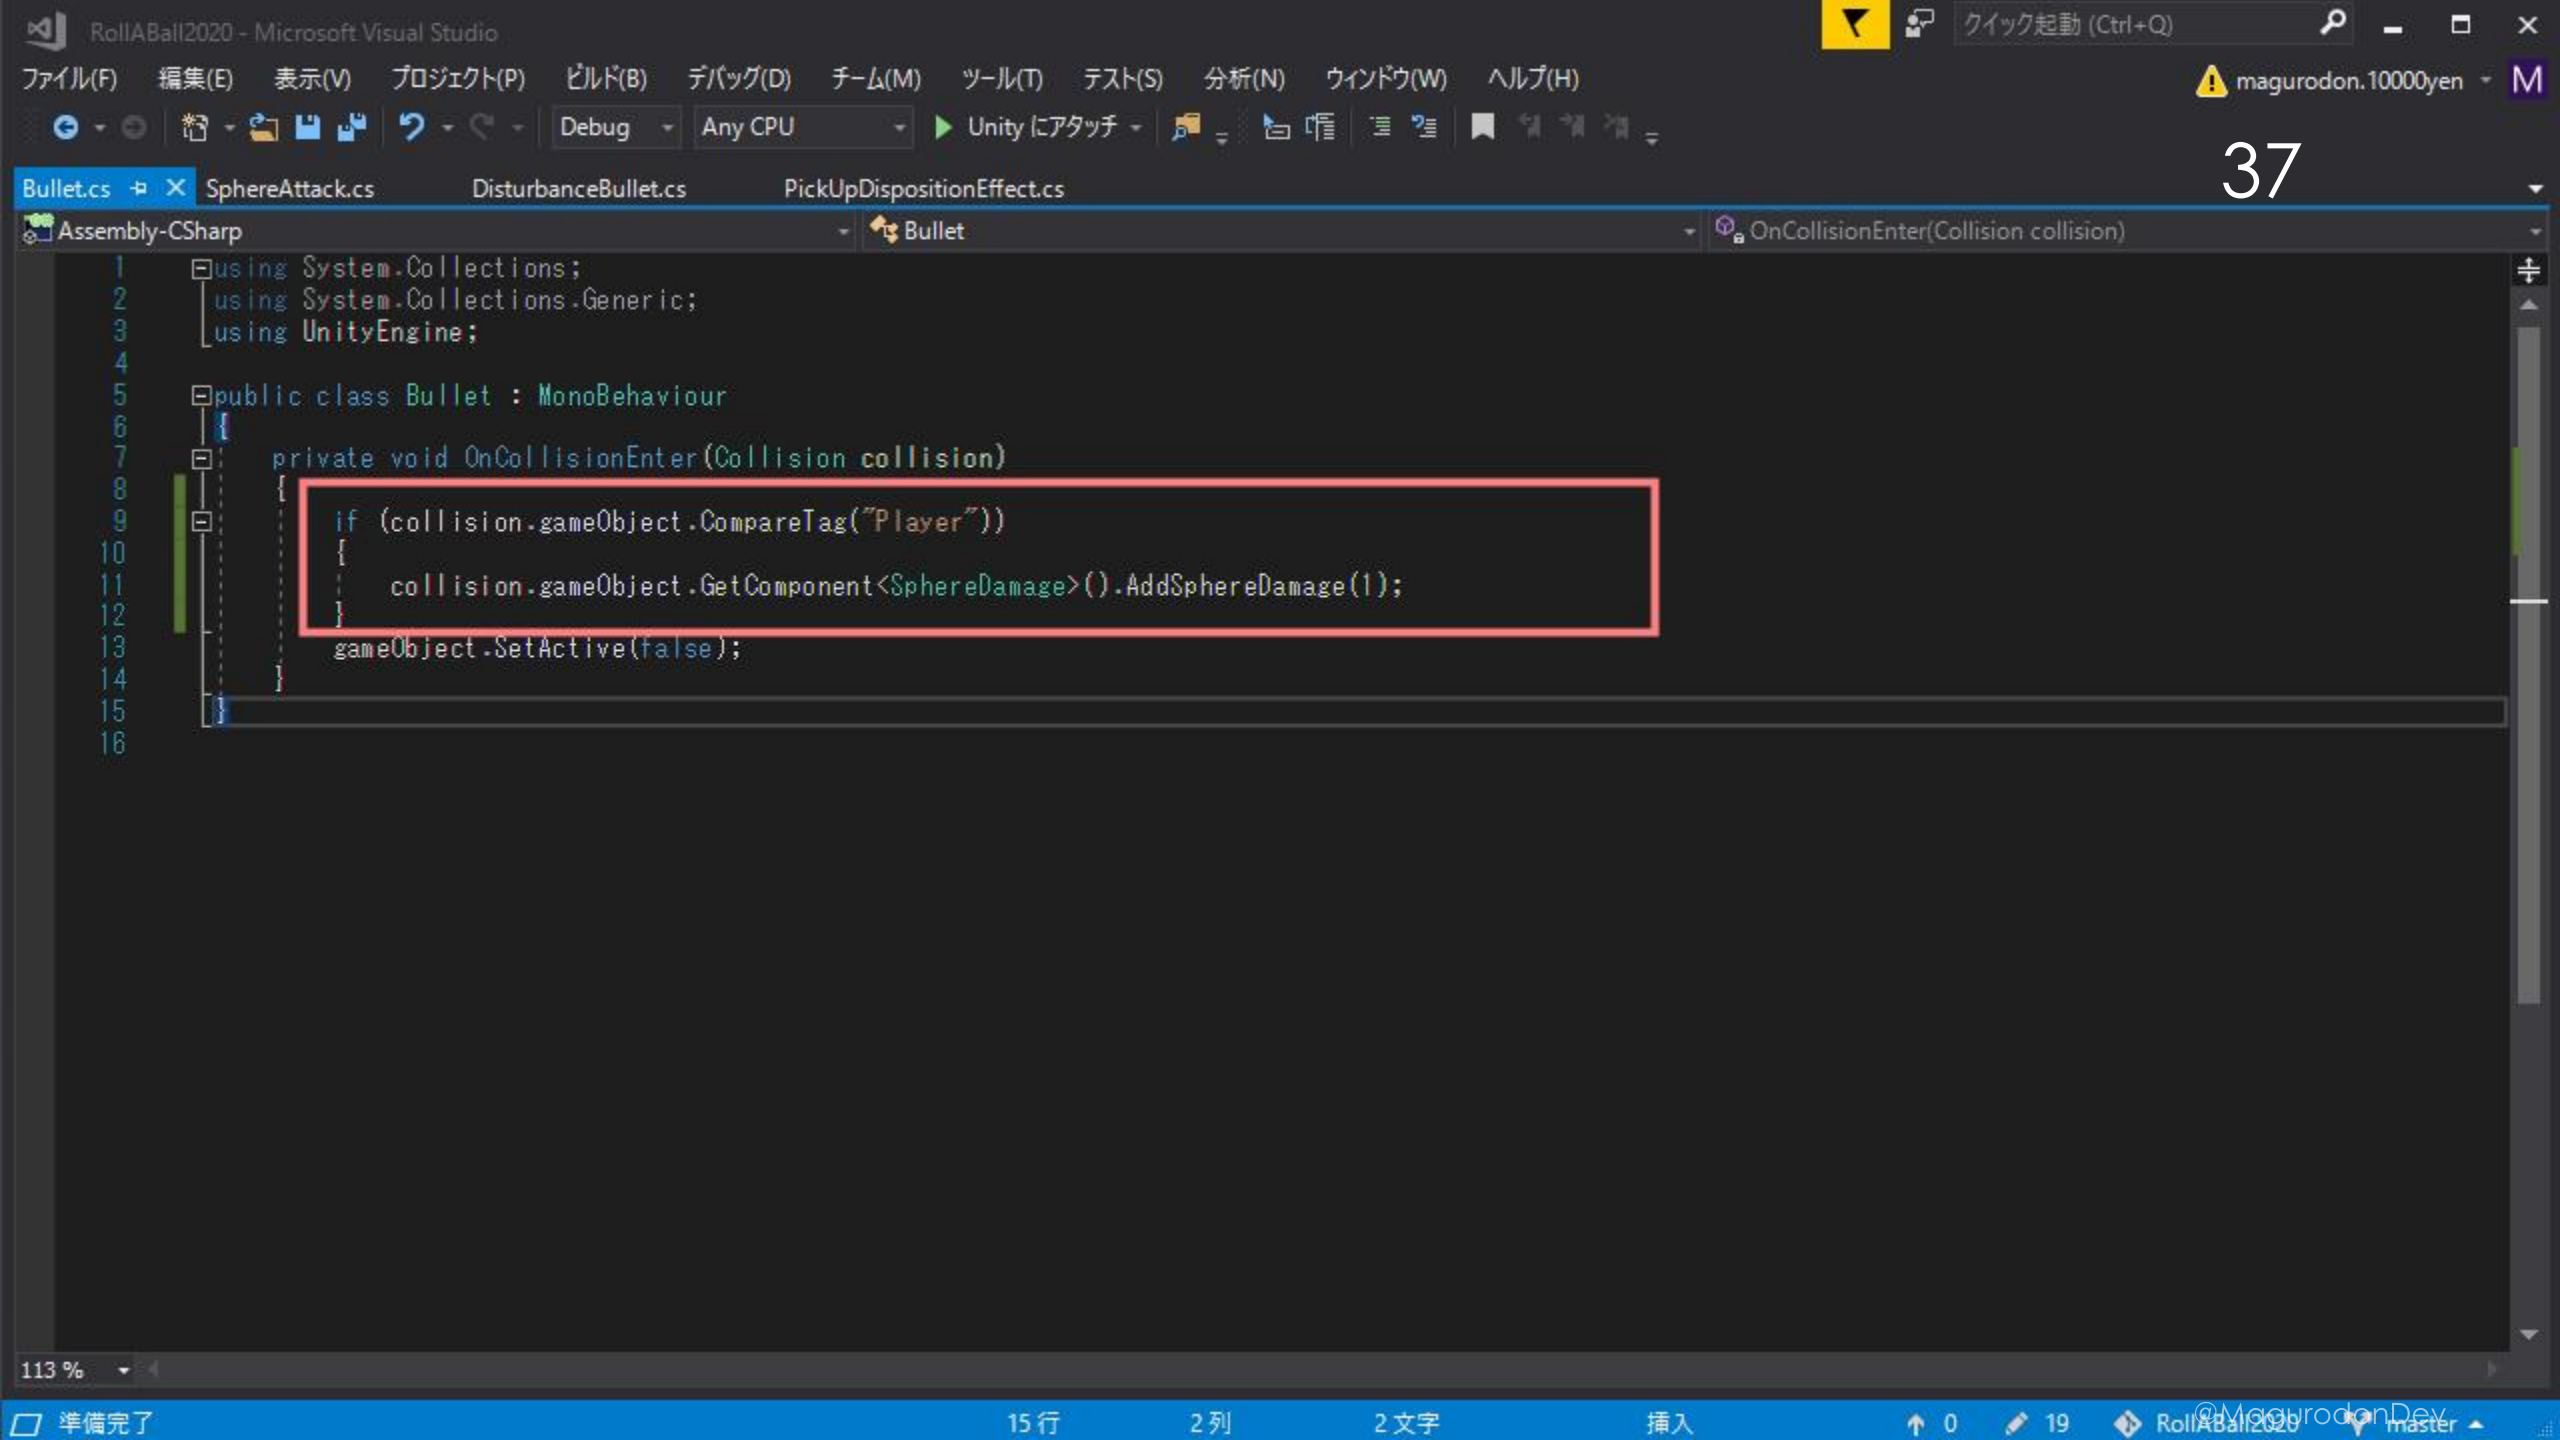 RollABall2020 - Microsoft Visual Studio
クイック起動 (Ctrl+Q)
ファイル(F) 編集(E) 表示(V) プロジェクト(P) ビルド(B) デバッグ(D) チーム(M) ツール(T) テスト(S) 分析(N) ウィンドウ(W) ヘルプ(H)
magurodon.10000yen M
Debug Any CPU Unity にアタッチ
37
Bullet.cs SphereAttack.cs DisturbanceBullet.cs PickUpDispositionEffect.cs
Assembly-CSharp Bullet OnCollisionEnter(Collision collision)
1 using System.Collections;
2 using System.Collections.Generic;
3 using UnityEngine;
4
5 public class Bullet : MonoBehaviour
6 {
7 private void OnCollisionEnter(Collision collision)
8 {
9 if (collision.gameObject.CompareTag("Player"))
10 {
11 collision.gameObject.GetComponent<SphereDamage>().AddSphereDamage(1);
12 }
13 gameObject.SetActive(false);
14 }
15 }
16
113 %
準備完了 15 行 2 列 2 文字 挿入 0 19 RollABall2020 master
@MagurodonDev